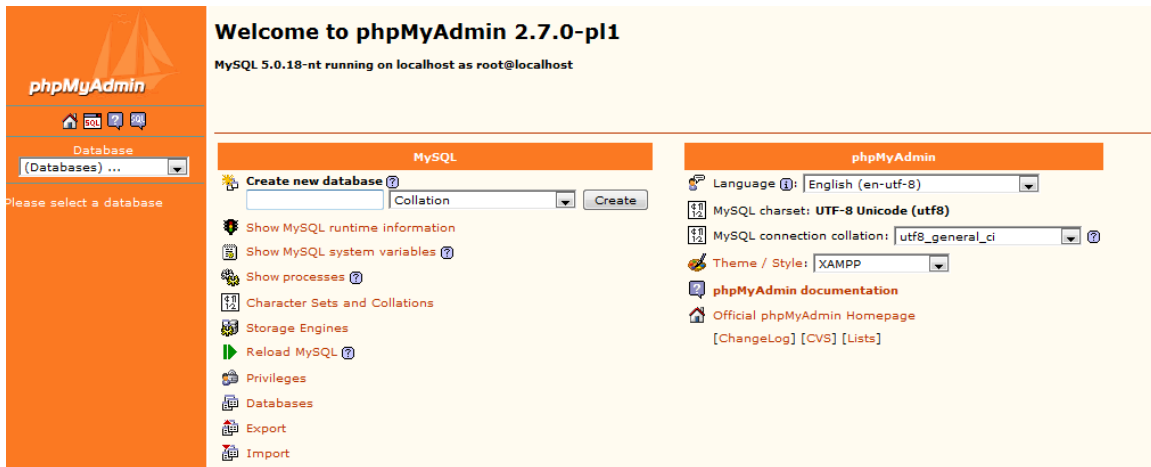 phpMyAdmin
SQL ? SQL
Database
(Databases) ...
Please select a database
Welcome to phpMyAdmin 2.7.0-pl1
MySQL 5.0.18-nt running on localhost as root@localhost
MySQL
Create new database ?
Collation Create
Show MySQL runtime information
Show MySQL system variables ?
Show processes ?
Character Sets and Collations
Storage Engines
Reload MySQL ?
Privileges
Databases
Export
Import
phpMyAdmin
Language i: English (en-utf-8)
MySQL charset: UTF-8 Unicode (utf8)
MySQL connection collation: utf8_general_ci ?
Theme / Style: XAMPP
? phpMyAdmin documentation
Official phpMyAdmin Homepage
[ChangeLog] [CVS] [Lists]